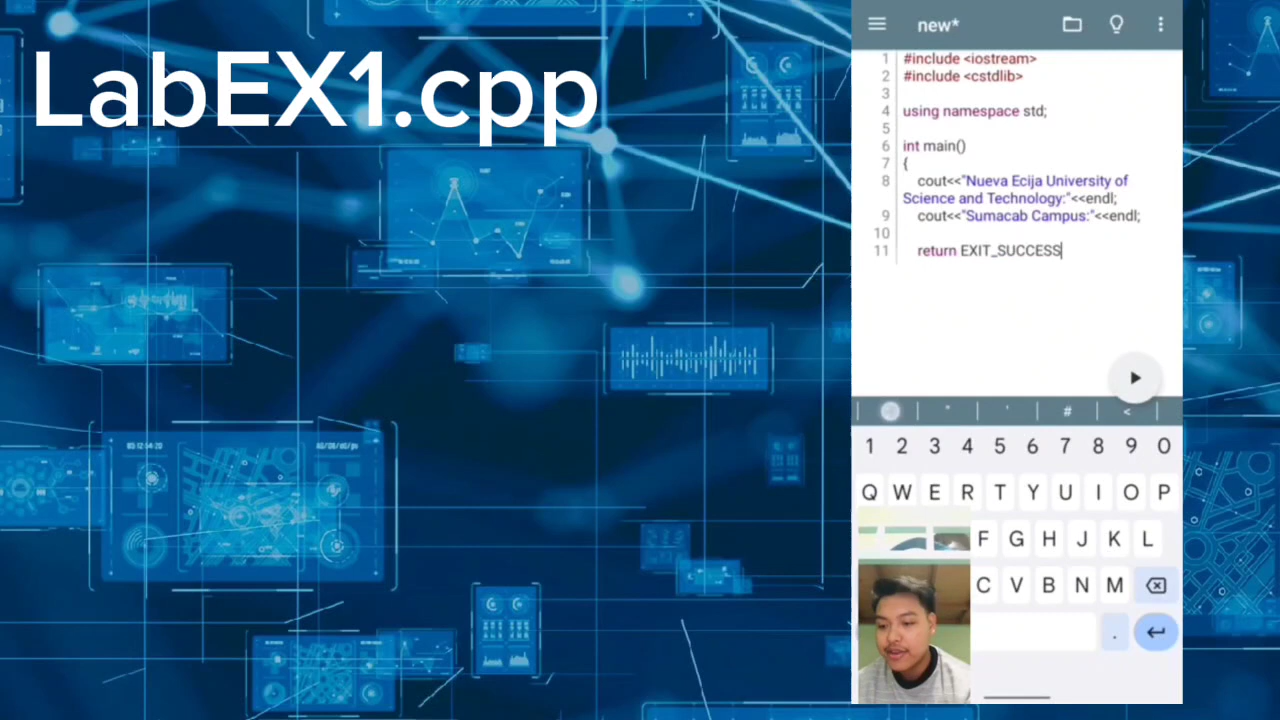 LabEX1.cpp
new*
1 #include <iostream>
2 #include <cstdlib>
3
4 using namespace std;
5
6 int main()
7 {
8 cout<<"Nueva Ecija University of
Science and Technology:"<<endl;
9 cout<<"Sumacab Campus:"<<endl;
10
11 return EXIT_SUCCESS
" ' # <
1 2 3 4 5 6 7 8 9 0
Q W E R T Y U I O P
F G H J K L
C V B N M
.